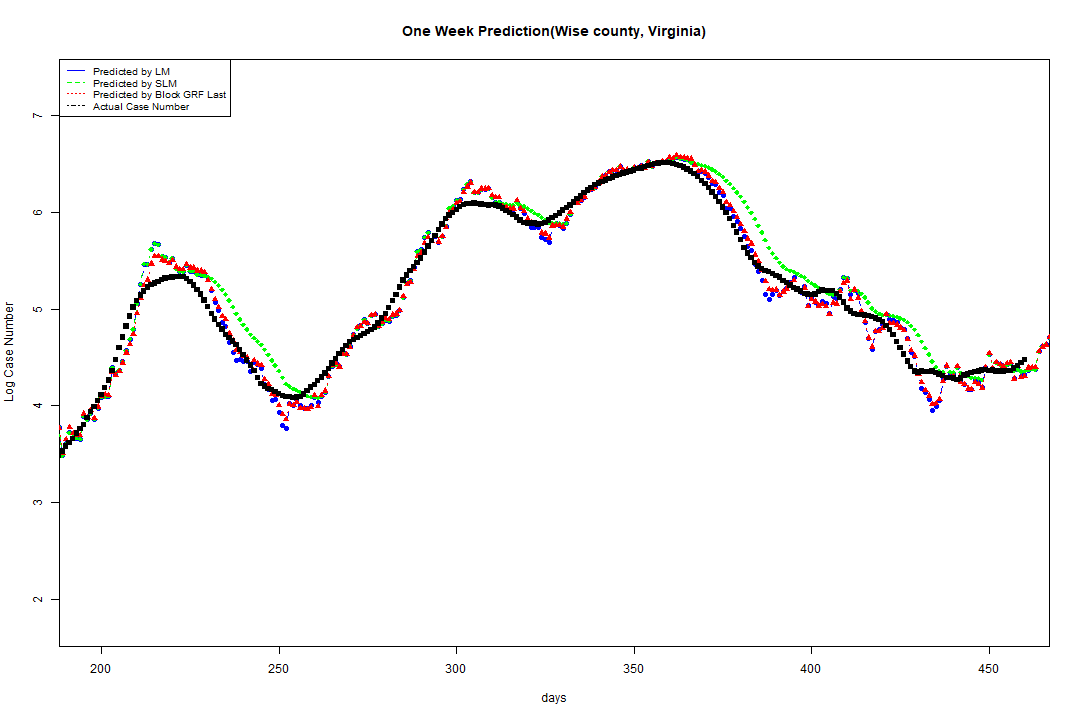 One Week Prediction(Wise county, Virginia)
Predicted by LM
Predicted by SLM
Predicted by Block GRF Last
Actual Case Number
7
6
5
4
3
2
Log Case Number
200 250 300 350 400 450
days